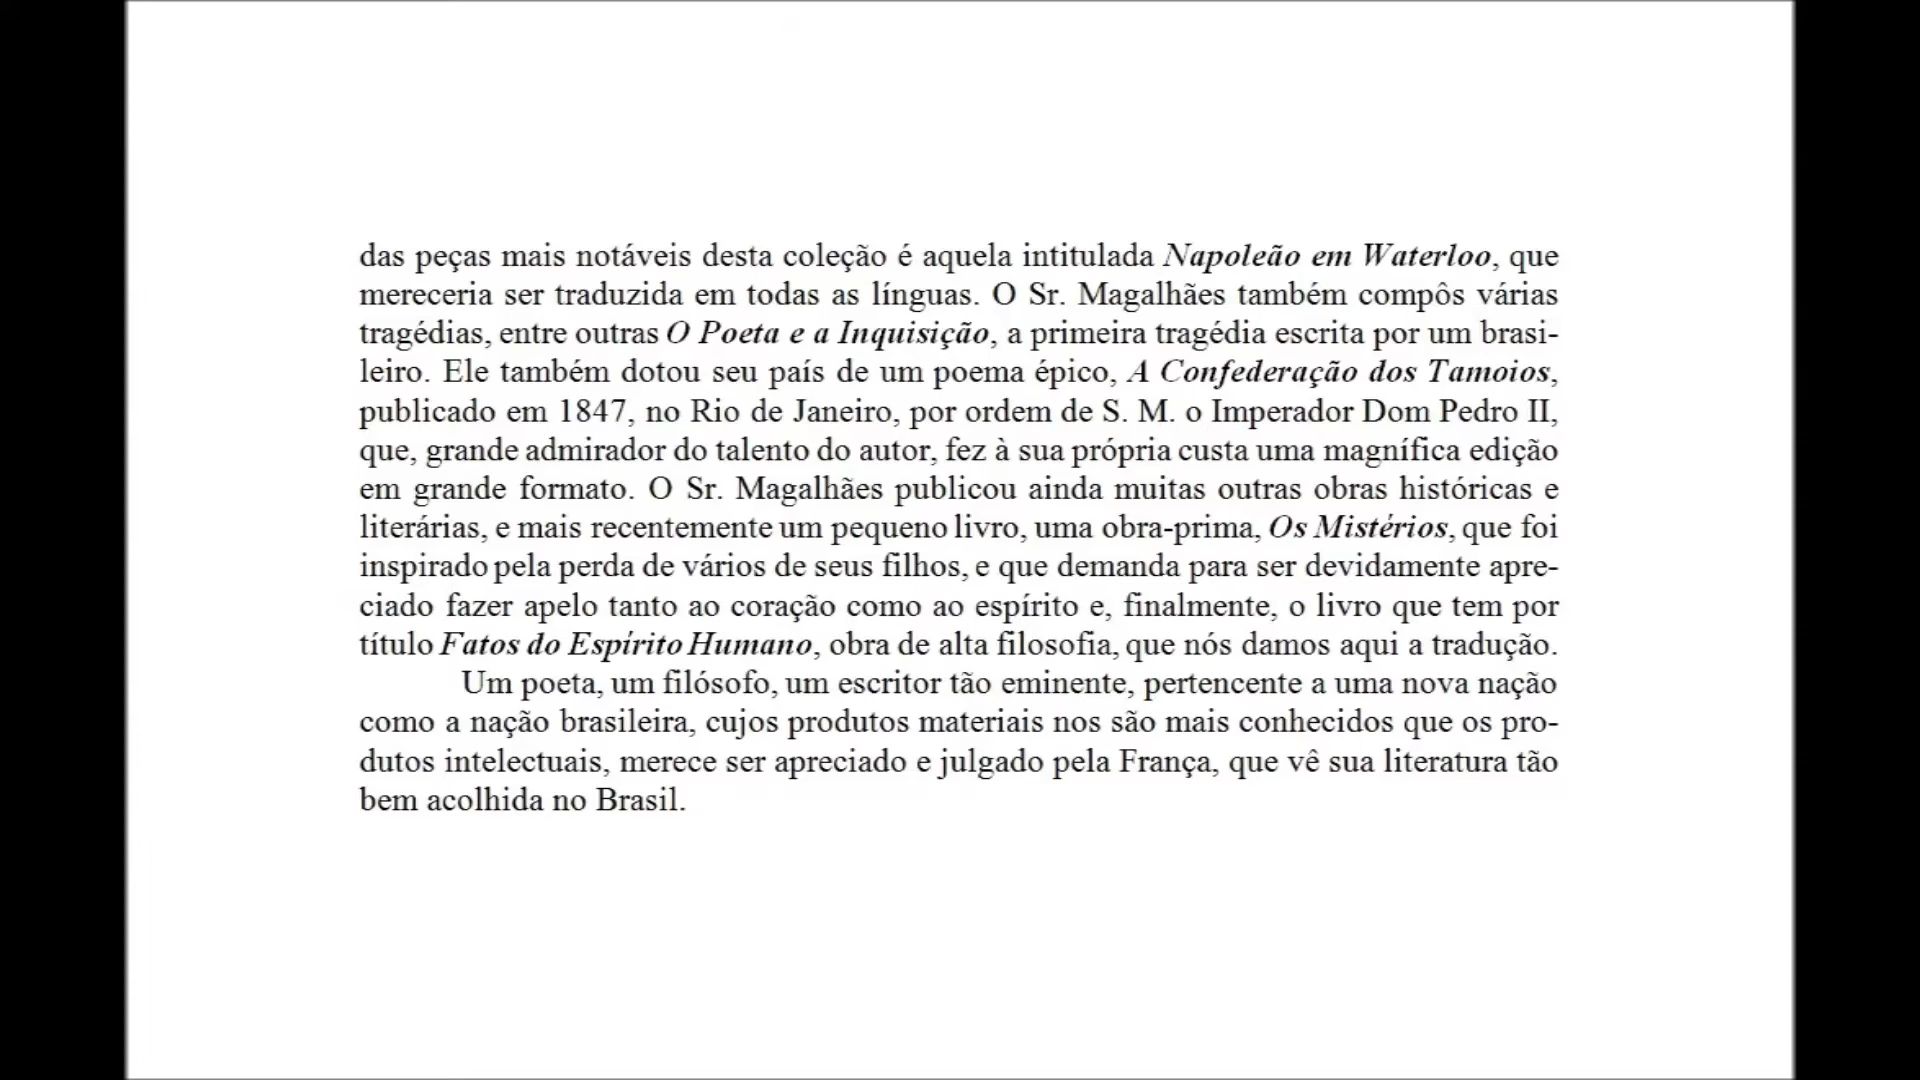 das peças mais notáveis desta coleção é aquela intitulada Napoleão em Waterloo, que
mereceria ser traduzida em todas as línguas. O Sr. Magalhães também compôs várias
tragédias, entre outras O Poeta e a Inquisição, a primeira tragédia escrita por um brasi-
leiro. Ele também dotou seu país de um poema épico, A Confederação dos Tamoios,
publicado em 1847, no Rio de Janeiro, por ordem de S. M. o Imperador Dom Pedro II,
que, grande admirador do talento do autor, fez à sua própria custa uma magnífica edição
em grande formato. O Sr. Magalhães publicou ainda muitas outras obras históricas e
literárias, e mais recentemente um pequeno livro, uma obra-prima, Os Mistérios, que foi
inspirado pela perda de vários de seus filhos, e que demanda para ser devidamente apre-
ciado fazer apelo tanto ao coração como ao espírito e, finalmente, o livro que tem por
título Fatos do Espírito Humano, obra de alta filosofia, que nós damos aqui a tradução.
Um poeta, um filósofo, um escritor tão eminente, pertencente a uma nova nação
como a nação brasileira, cujos produtos materiais nos são mais conhecidos que os pro-
dutos intelectuais, merece ser apreciado e julgado pela França, que vê sua literatura tão
bem acolhida no Brasil.